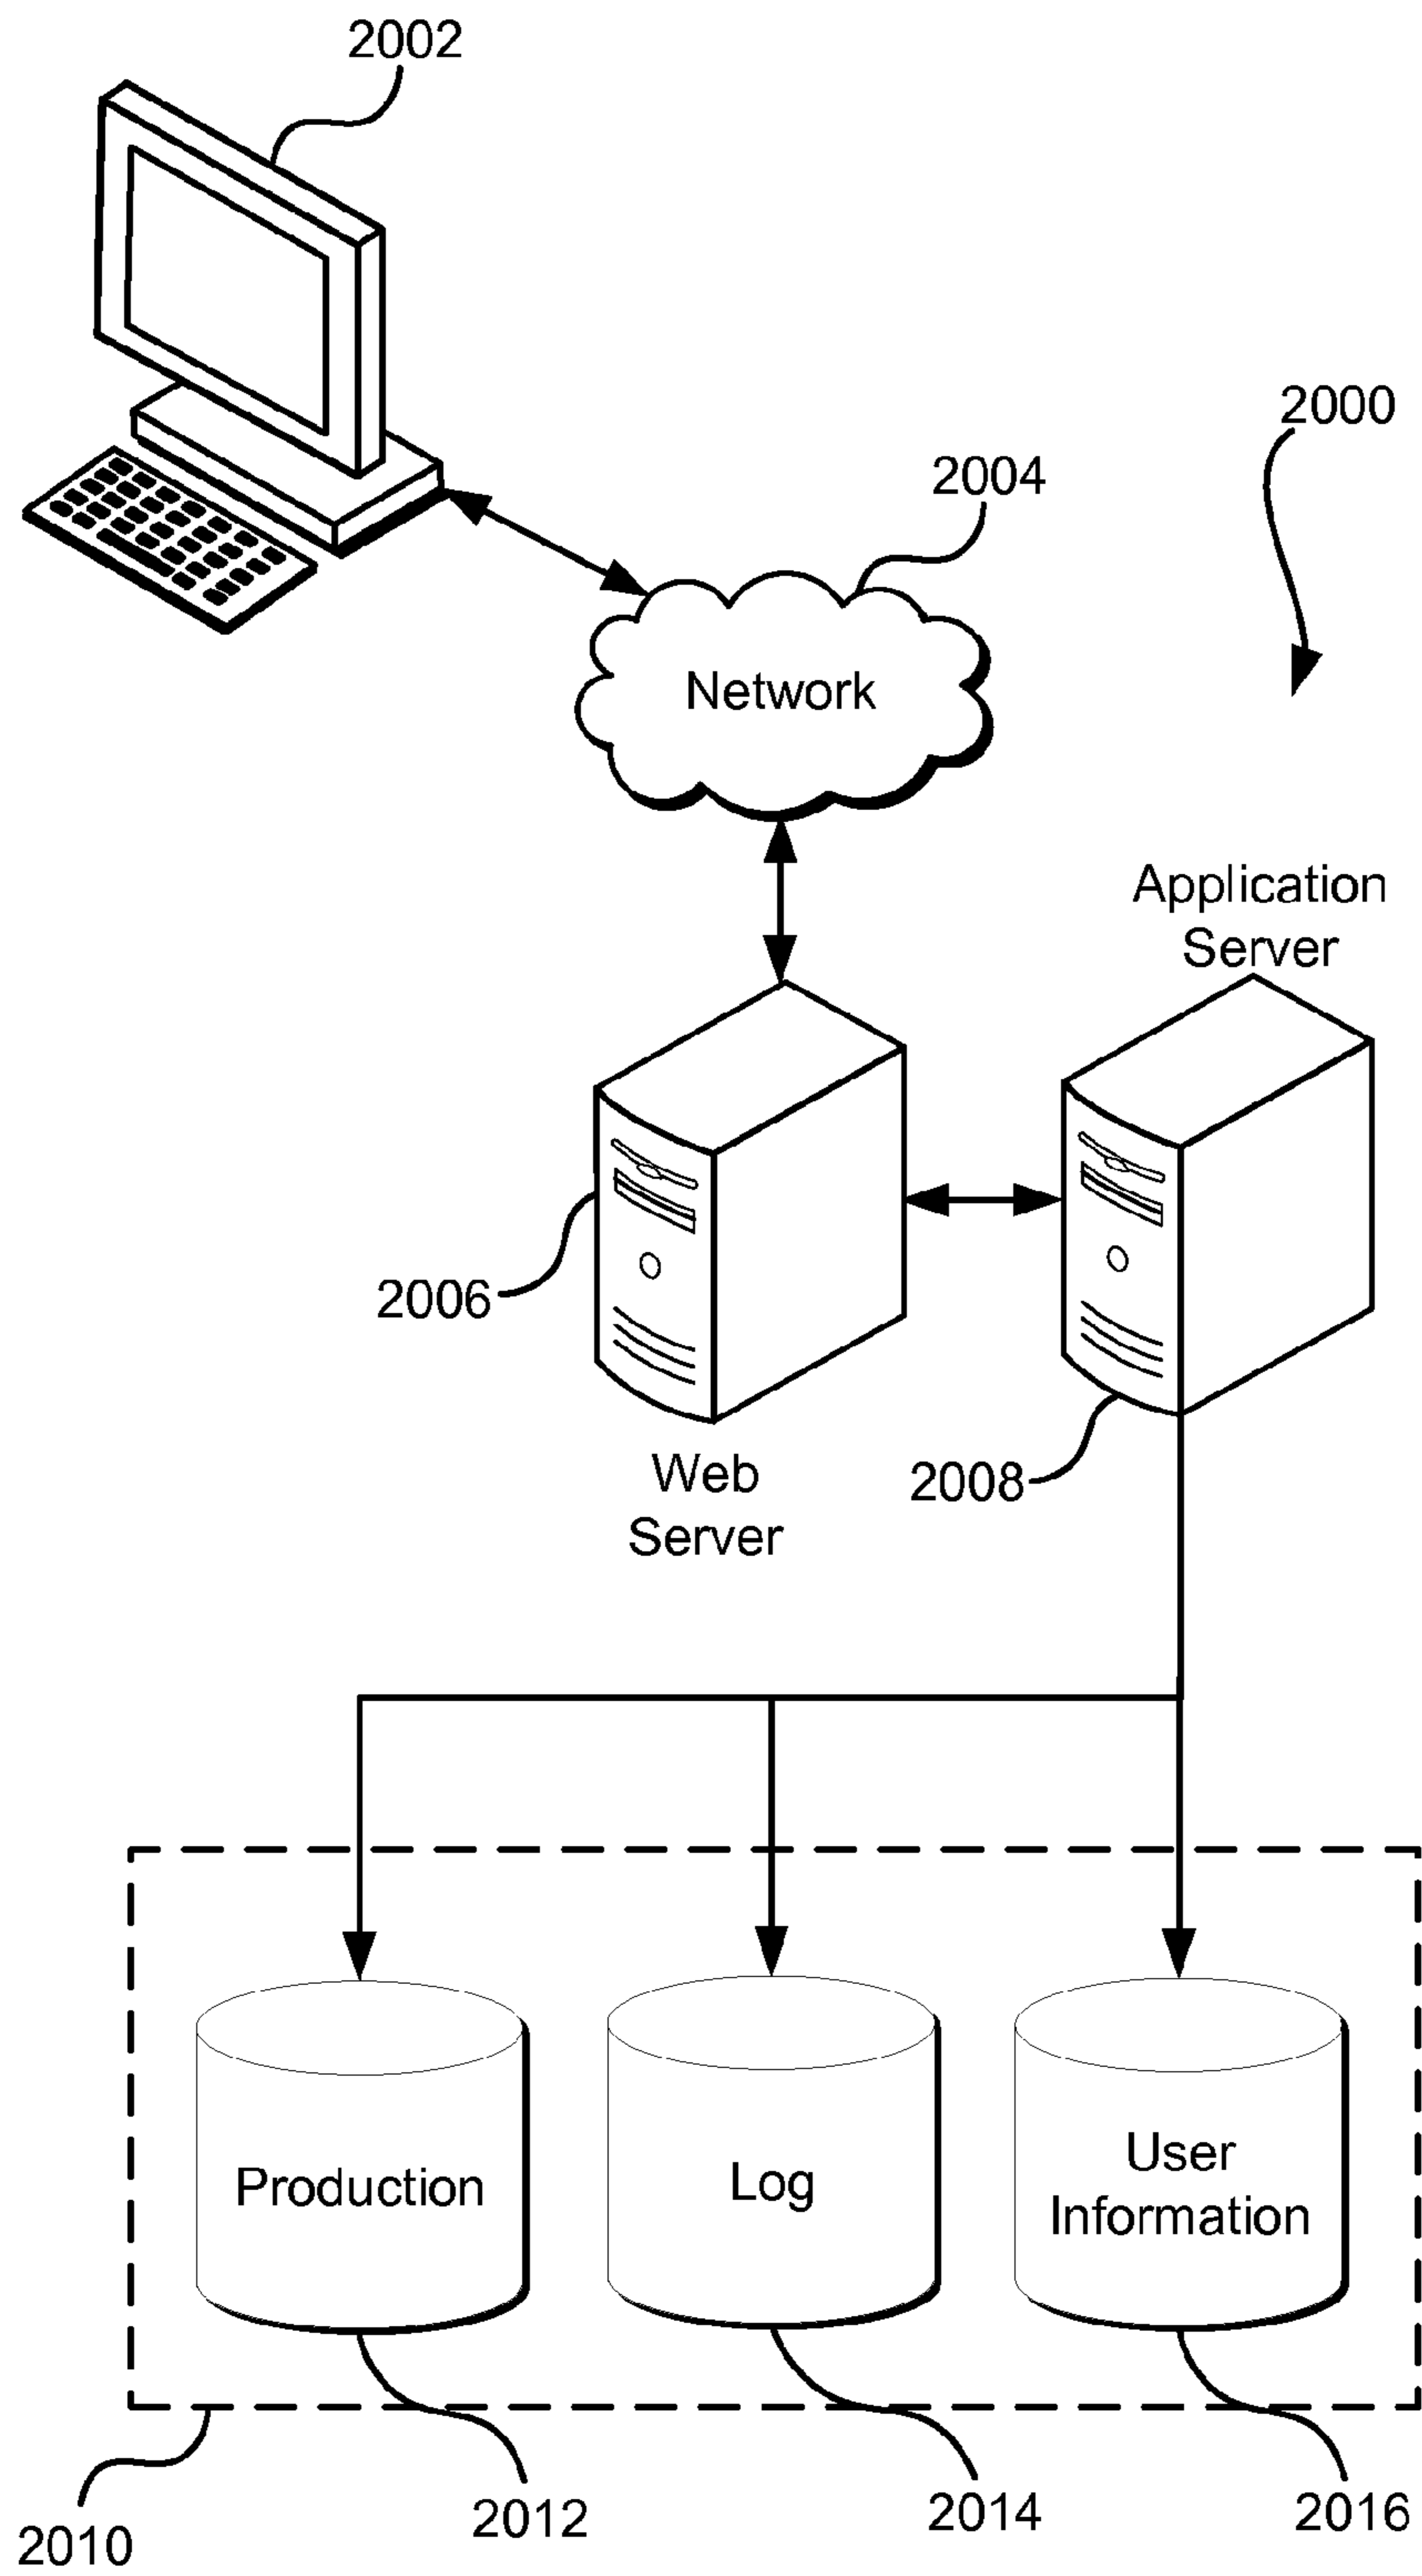 2002
2000
2004
Network
Application
Server
2006
Web
Server
2008
Production
Log
User
Information
2010
2012
2014
2016